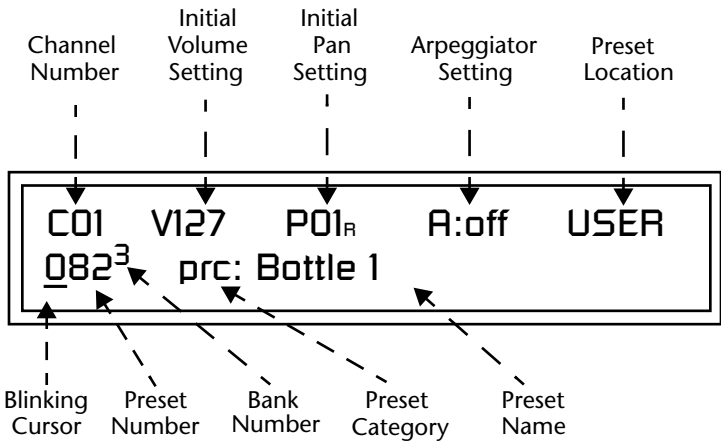 Channel Number
Initial Volume Setting
Initial Pan Setting
Arpeggiator Setting
Preset Location
C01 V127 P01R A:off USER
082³ prc: Bottle 1
Blinking Cursor
Preset Number
Bank Number
Preset Category
Preset Name